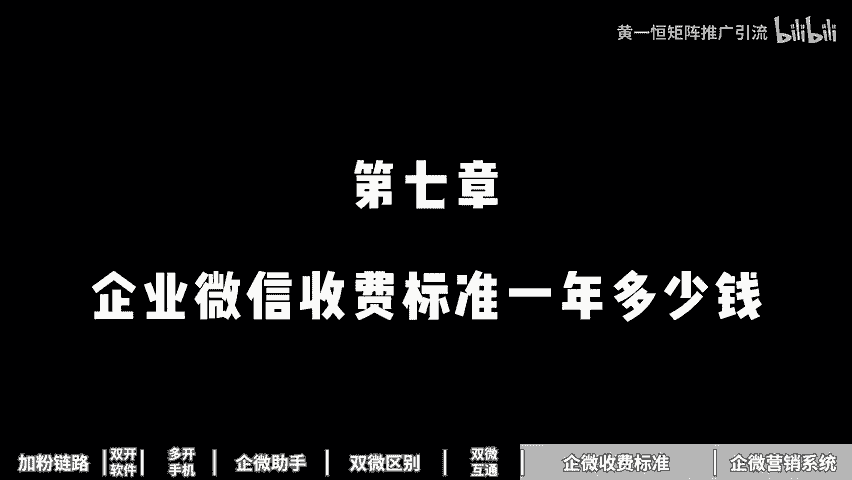 黄一恒矩阵推广引流 bilibili
第七章
企业微信收费标准一年多少钱
加粉链路
双开
软件
多开
手机
企微助手
双微区别
双微
互通
企微收费标准
企微营销系统